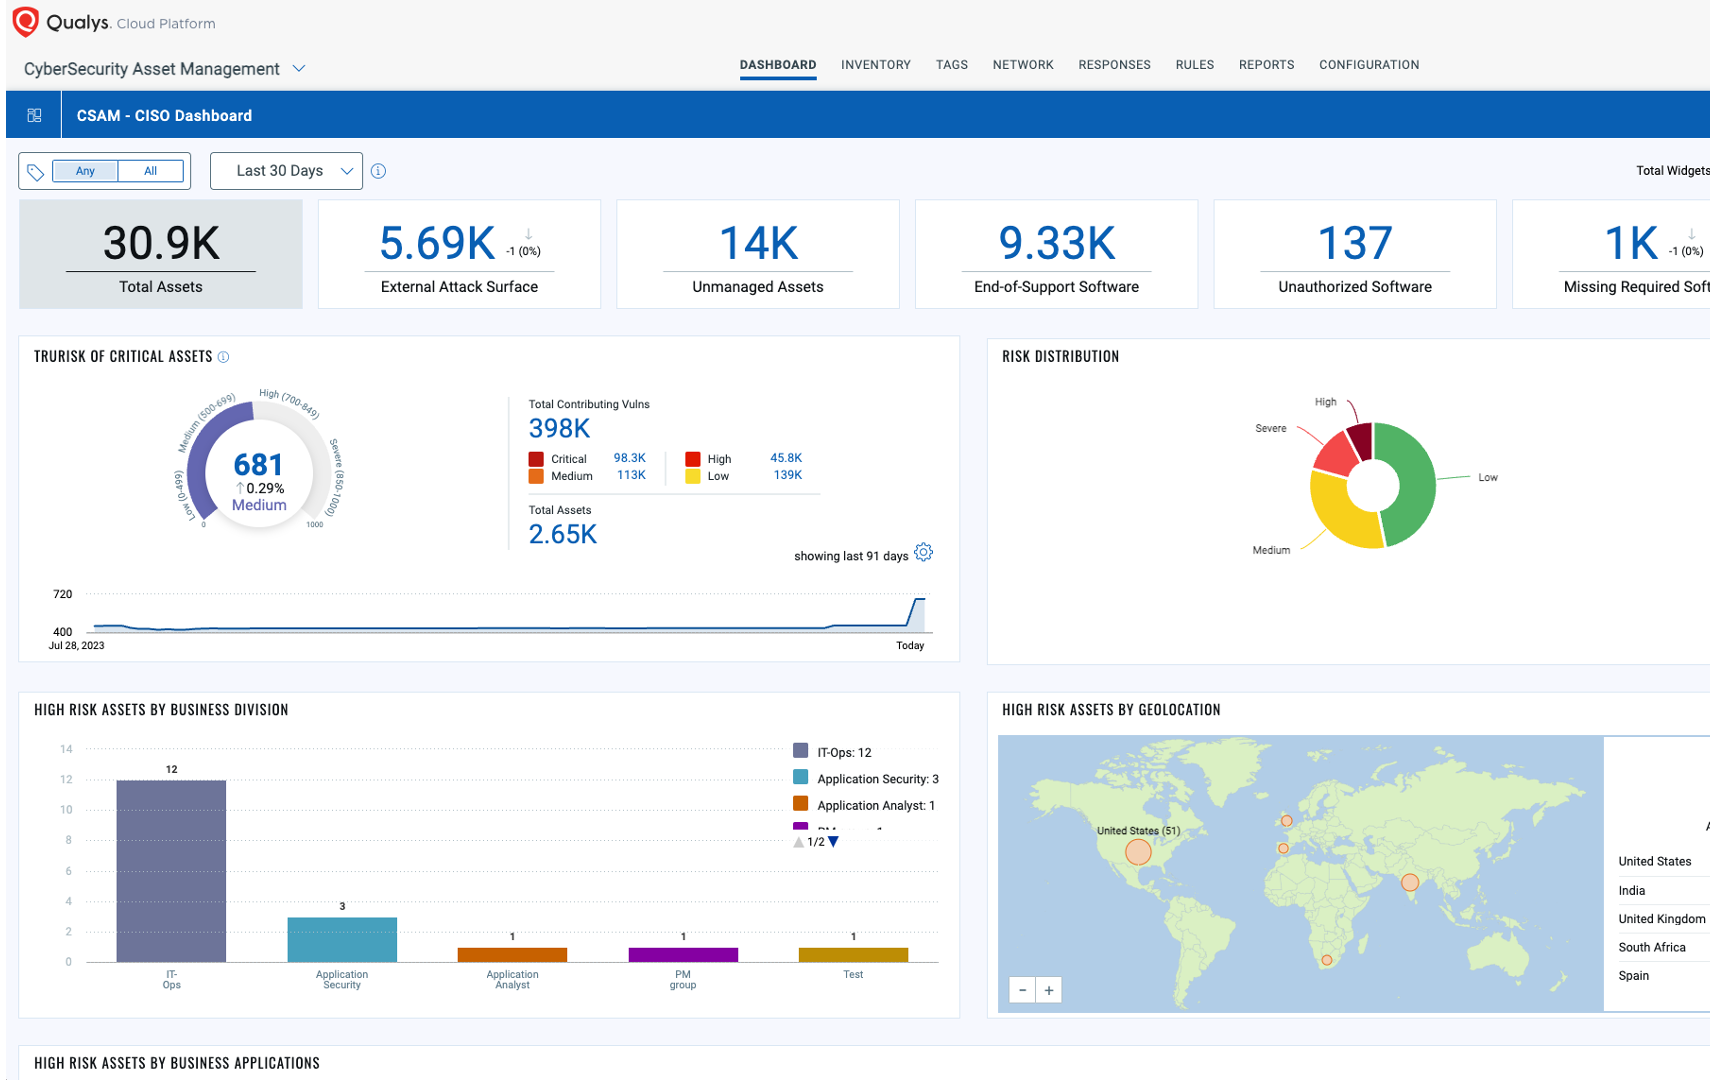 Qualys. Cloud Platform
CyberSecurity Asset Management
DASHBOARD INVENTORY TAGS NETWORK RESPONSES RULES REPORTS CONFIGURATION
CSAM - CISO Dashboard
Any All
Last 30 Days
Total Widgets
30.9K
Total Assets
5.69K
↓
-1 (0%)
External Attack Surface
14K
Unmanaged Assets
9.33K
End-of-Support Software
137
Unauthorized Software
1K
↓
-1 (0%)
Missing Required Soft
TRURISK OF CRITICAL ASSETS
Low (0-499)
Medium (500-699)
High (700-849)
Severe (850-1000)
681
↑0.29%
Medium
0
1000
Total Contributing Vulns
398K
Critical 98.3K
High 45.8K
Medium 113K
Low 139K
Total Assets
2.65K
showing last 91 days
720
400
Jul 28, 2023
Today
RISK DISTRIBUTION
High
Severe
Low
Medium
HIGH RISK ASSETS BY BUSINESS DIVISION
14
12
10
8
6
4
2
0
12
3
1
1
1
IT-
Ops
Application
Security
Application
Analyst
PM
group
Test
IT-Ops: 12
Application Security: 3
Application Analyst: 1
1/2
HIGH RISK ASSETS BY GEOLOCATION
United States (51)
- +
United States
India
United Kingdom
South Africa
Spain
HIGH RISK ASSETS BY BUSINESS APPLICATIONS